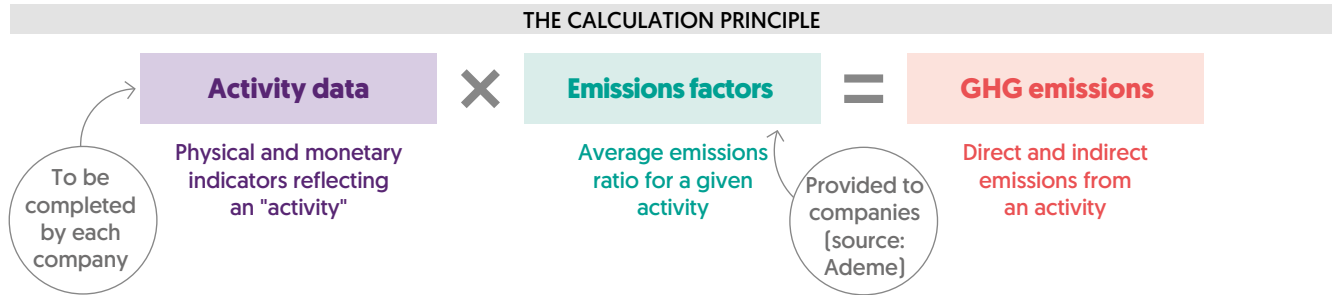 THE CALCULATION PRINCIPLE
Activity data
×
Emissions factors
=
GHG emissions
To be
completed
by each
company
Physical and monetary
indicators reflecting
an "activity"
Average emissions
ratio for a given
activity
Provided to
companies
(source:
Ademe)
Direct and indirect
emissions from
an activity